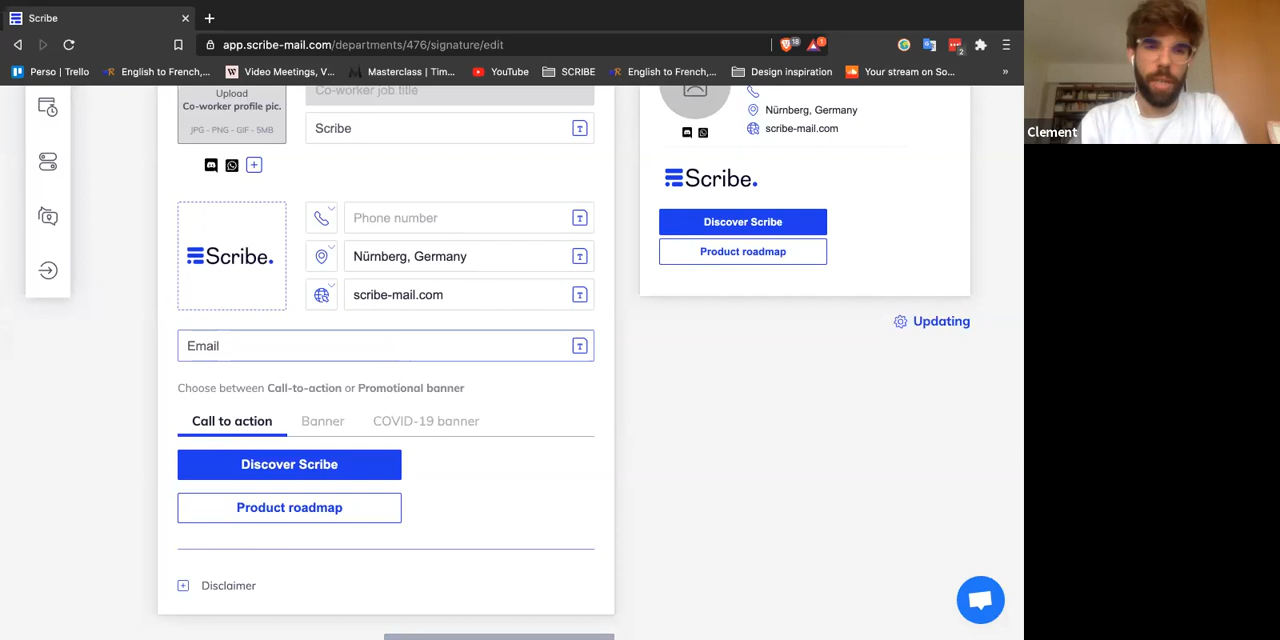 Scribe
app.scribe-mail.com/departments/476/signature/edit
18
1
2
Perso | Trello
English to French,...
Video Meetings, V...
Masterclass | Tim...
YouTube
SCRIBE
English to French,...
Design inspiration
Your stream on So...
»
Upload
Co-worker profile pic.
JPG - PNG - GIF - 5MB
Co-worker job title
Scribe
Scribe.
Phone number
Nürnberg, Germany
scribe-mail.com
Email
Choose between Call-to-action or Promotional banner
Call to action
Banner
COVID-19 banner
Discover Scribe
Product roadmap
Disclaimer
Nürnberg, Germany
scribe-mail.com
Scribe.
Discover Scribe
Product roadmap
Updating
Clement